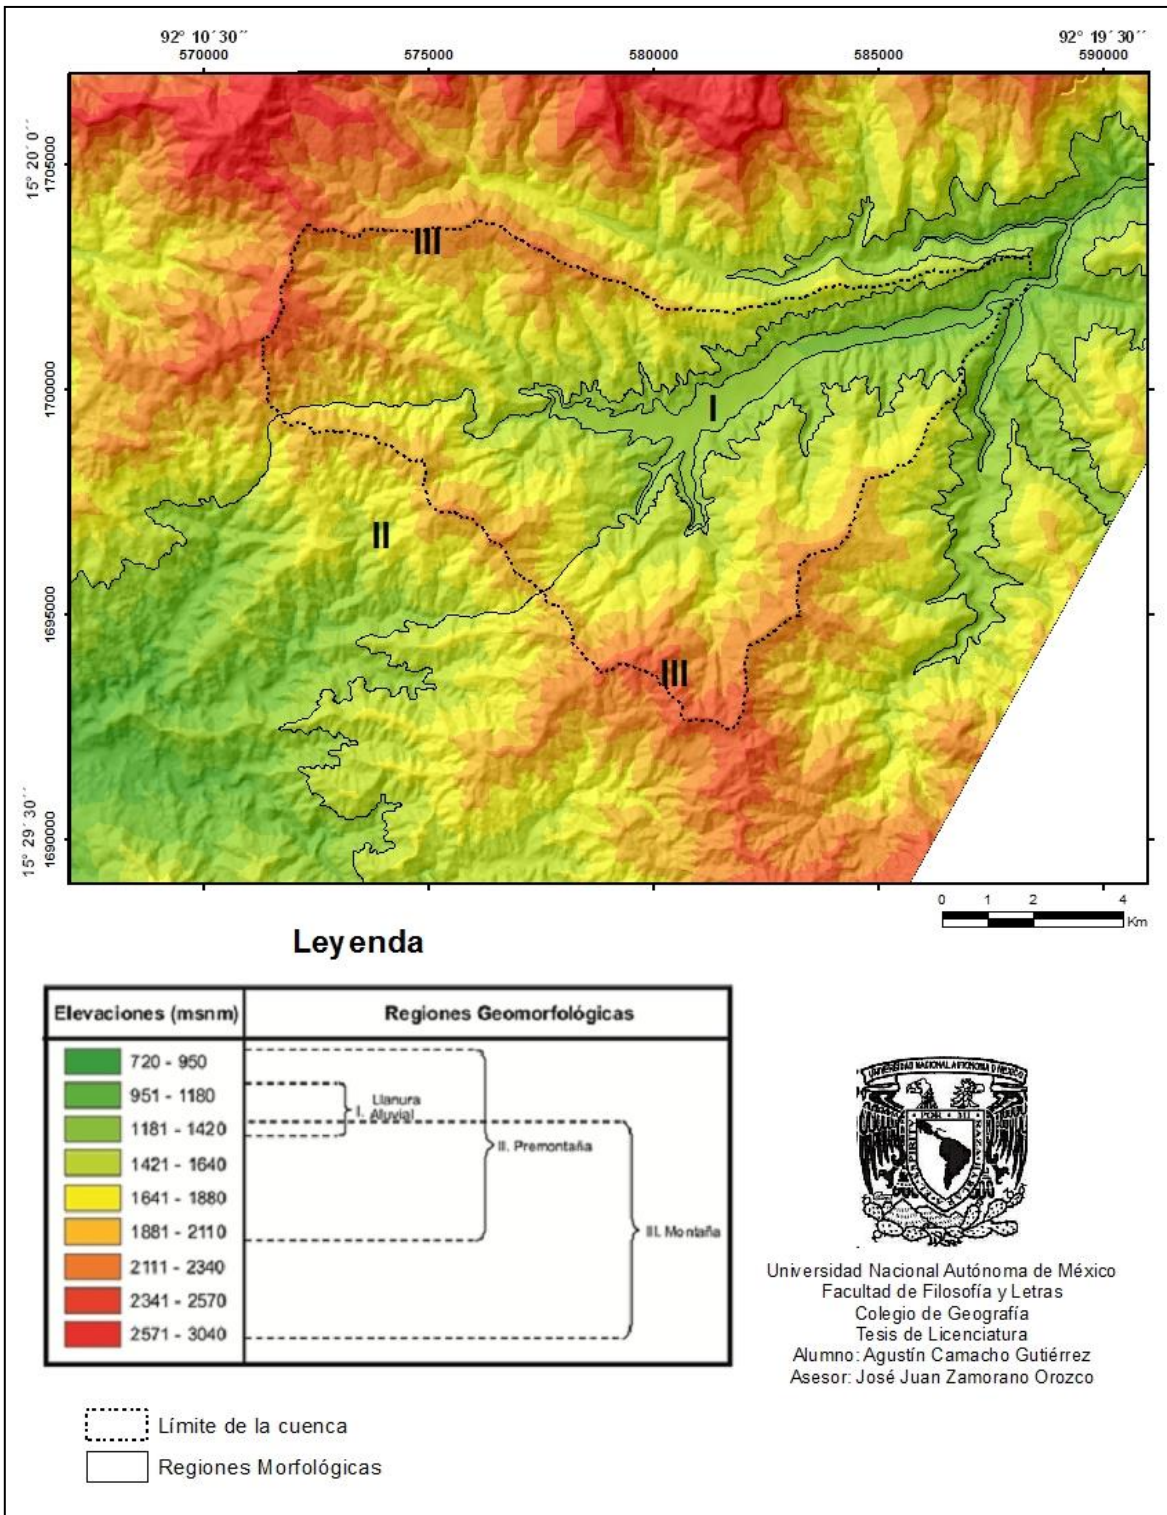 92° 10´ 30´´
92° 19´ 30´´
570000
575000
580000
585000
590000
15° 20´ 0´´
1705000
1700000
1695000
1690000
15° 29´ 30´´
III
I
II
III
0 1 2 4
Km
Leyenda
Elevaciones (msnm)
Regiones Geomorfológicas
720 - 950
951 - 1180
1181 - 1420
1421 - 1640
1641 - 1880
1881 - 2110
2111 - 2340
2341 - 2570
2571 - 3040
I. Llanura
Aluvial
II. Premontaña
III. Montaña
UNIVERSIDAD NACIONAL AUTONOMA D MEXICO
Universidad Nacional Autónoma de México
Facultad de Filosofía y Letras
Colegio de Geografía
Tesis de Licenciatura
Alumno: Agustín Camacho Gutiérrez
Asesor: José Juan Zamorano Orozco
Límite de la cuenca
Regiones Morfológicas